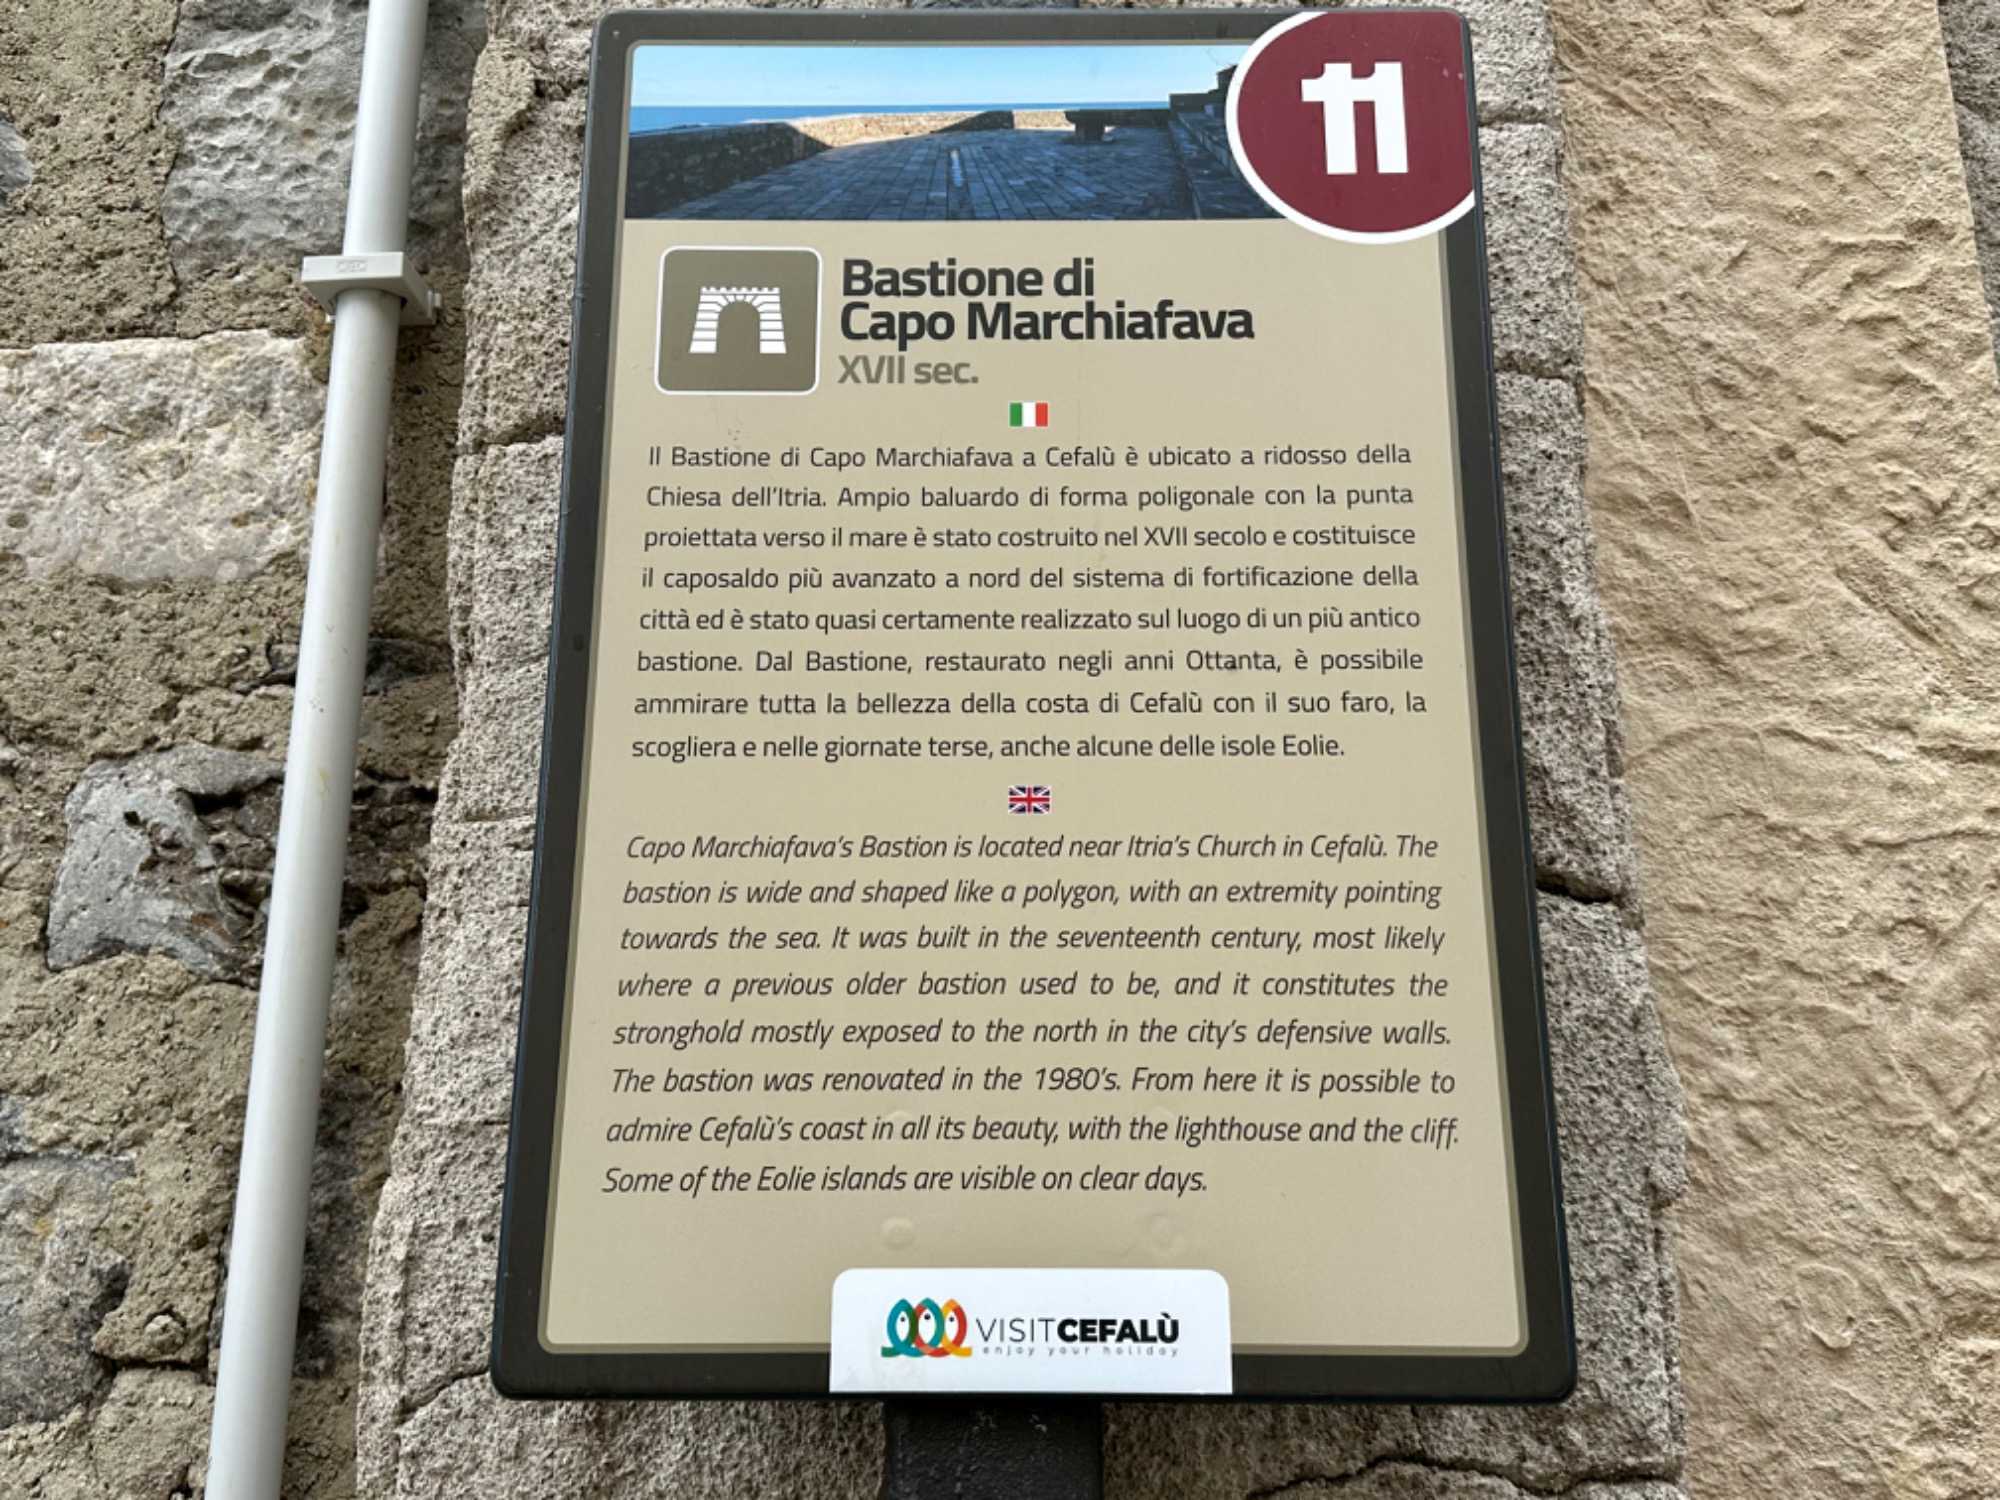 11
Bastione di
Capo Marchiafava
XVII sec.
Il Bastione di Capo Marchiafava a Cefalù è ubicato a ridosso della
Chiesa dell'Itria. Ampio baluardo di forma poligonale con la punta
proiettata verso il mare è stato costruito nel XVII secolo e costituisce
il caposaldo più avanzato a nord del sistema di fortificazione della
città ed è stato quasi certamente realizzato sul luogo di un più antico
bastione. Dal Bastione, restaurato negli anni Ottanta, è possibile
ammirare tutta la bellezza della costa di Cefalù con il suo faro, la
scogliera e nelle giornate terse, anche alcune delle isole Eolie.
Capo Marchiafava's Bastion is located near Itria's Church in Cefalù. The
bastion is wide and shaped like a polygon, with an extremity pointing
towards the sea. It was built in the seventeenth century, most likely
where a previous older bastion used to be, and it constitutes the
stronghold mostly exposed to the north in the city's defensive walls.
The bastion was renovated in the 1980's. From here it is possible to
admire Cefalù's coast in all its beauty, with the lighthouse and the cliff.
Some of the Eolie islands are visible on clear days.
VISITCEFALÙ
enjoy your holiday